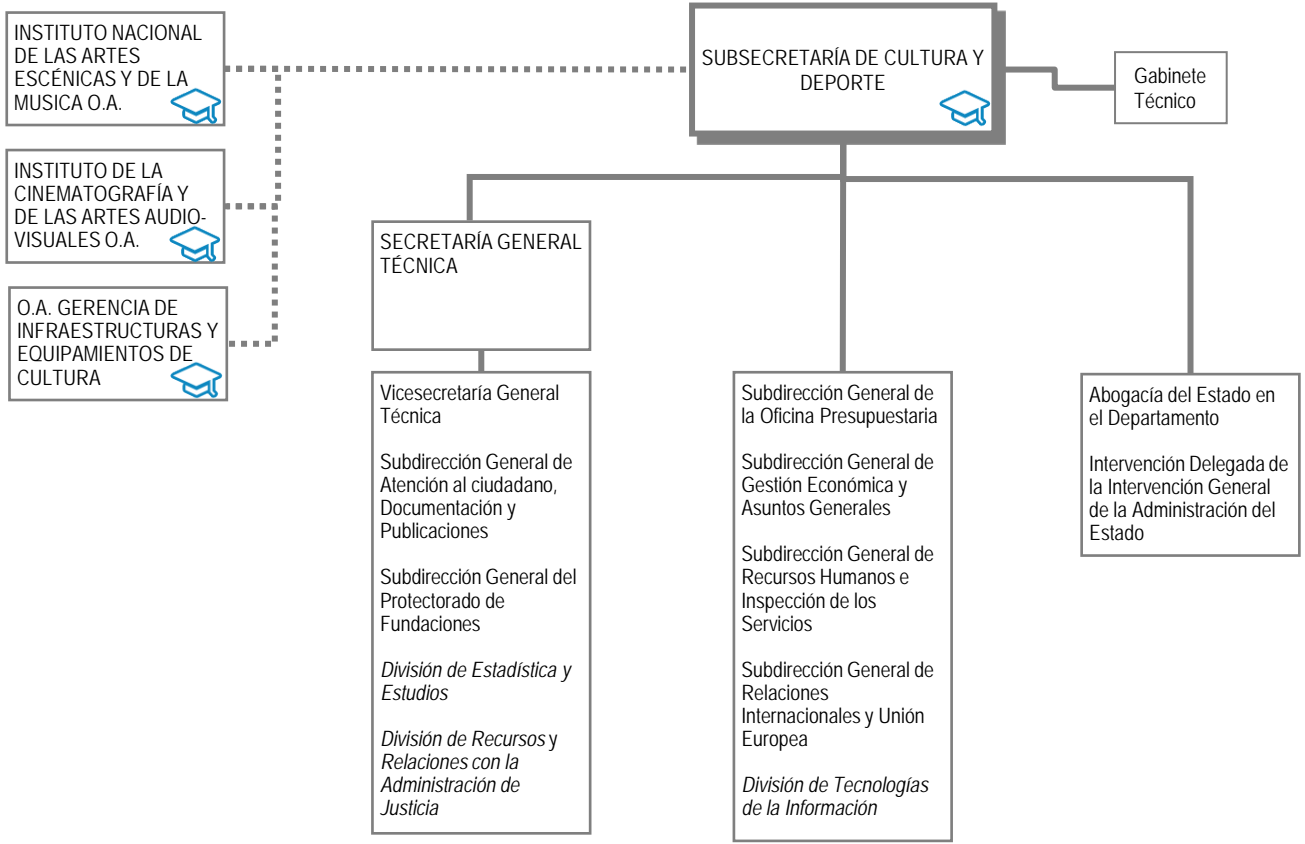 INSTITUTO NACIONAL
DE LAS ARTES
ESCÉNICAS Y DE LA
MUSICA O.A.
SUBSECRETARÍA DE CULTURA Y
DEPORTE
Gabinete
Técnico
INSTITUTO DE LA
CINEMATOGRAFÍA Y
DE LAS ARTES AUDIO-
VISUALES O.A.
O.A. GERENCIA DE
INFRAESTRUCTURAS Y
EQUIPAMIENTOS DE
CULTURA
SECRETARÍA GENERAL
TÉCNICA
Vicesecretaría General
Técnica
Subdirección General de
Atención al ciudadano,
Documentación y
Publicaciones
Subdirección General del
Protectorado de
Fundaciones
División de Estadística y
Estudios
División de Recursos y
Relaciones con la
Administración de
Justicia
Subdirección General de
la Oficina Presupuestaria
Subdirección General de
Gestión Económica y
Asuntos Generales
Subdirección General de
Recursos Humanos e
Inspección de los
Servicios
Subdirección General de
Relaciones
Internacionales y Unión
Europea
División de Tecnologías
de la Información
Abogacía del Estado en
el Departamento
Intervención Delegada de
la Intervención General
de la Administración del
Estado